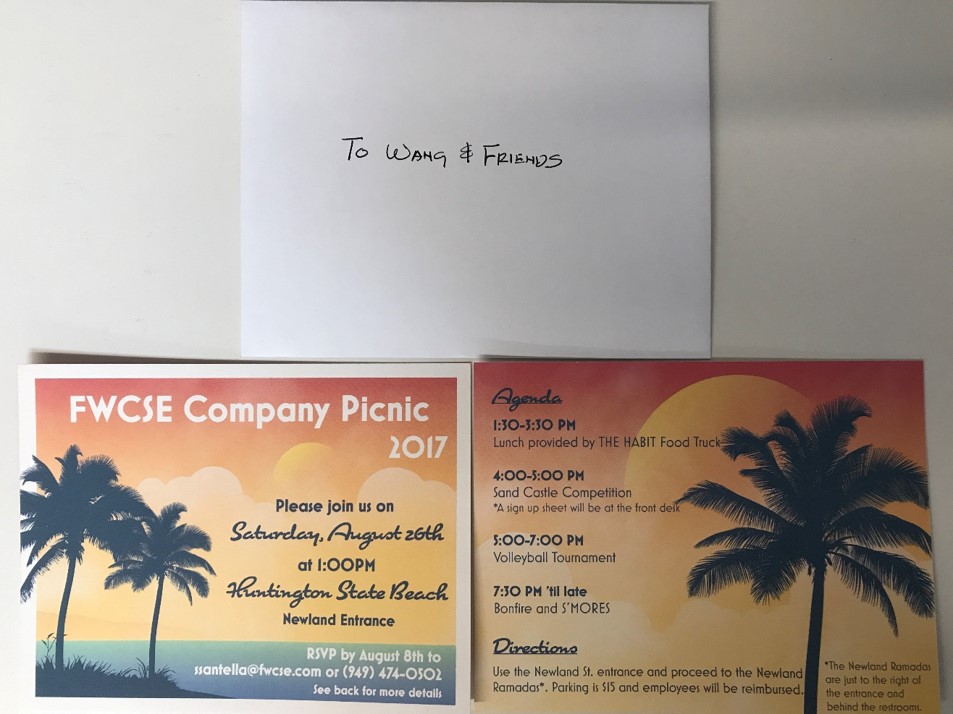 To Wang & Friends
FWCSE Company Picnic
2017
Please join us on
Saturday, August 26th
at 1:00PM
Huntington State Beach
Newland Entrance
RSVP by August 8th to
ssantella@fwcse.com or (949) 474-0502
See back for more details
Agenda
1:30-3:30 PM
Lunch provided by THE HABIT Food Truck
4:00-5:00 PM
Sand Castle Competition
*A sign up sheet will be at the front desk
5:00-7:00 PM
Volleyball Tournament
7:30 PM 'til late
Bonfire and S'MORES
Directions
Use the Newland St. entrance and proceed to the Newland
Ramadas*. Parking is $15 and employees will be reimbursed.
*The Newland Ramadas
are just to the right of
the entrance and
behind the restrooms.